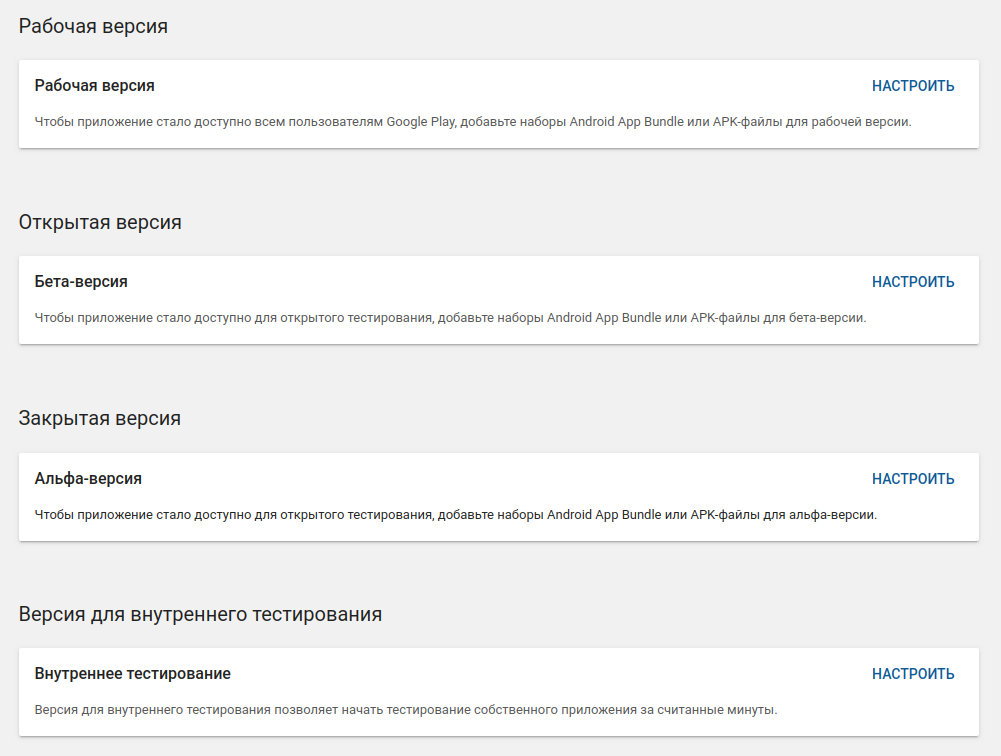 Рабочая версия
Рабочая версия
НАСТРОИТЬ
Чтобы приложение стало доступно всем пользователям Google Play, добавьте наборы Android App Bundle или APK-файлы для рабочей версии.
Открытая версия
Бета-версия
НАСТРОИТЬ
Чтобы приложение стало доступно для открытого тестирования, добавьте наборы Android App Bundle или APK-файлы для бета-версии.
Закрытая версия
Альфа-версия
НАСТРОИТЬ
Чтобы приложение стало доступно для открытого тестирования, добавьте наборы Android App Bundle или APK-файлы для альфа-версии.
Версия для внутреннего тестирования
Внутреннее тестирование
НАСТРОИТЬ
Версия для внутреннего тестирования позволяет начать тестирование собственного приложения за считанные минуты.